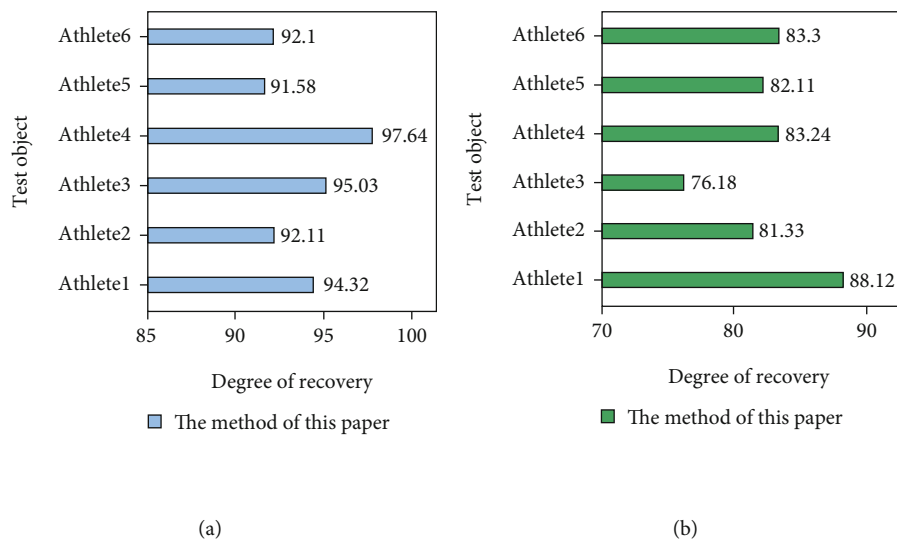 Test object
Athlete6
92.1
Athlete5
91.58
Athlete4
97.64
Athlete3
95.03
Athlete2
92.11
Athlete1
94.32
85 90 95 100
Degree of recovery
The method of this paper
(a)
Test object
Athlete6
83.3
Athlete5
82.11
Athlete4
83.24
Athlete3
76.18
Athlete2
81.33
Athlete1
88.12
70 80 90
Degree of recovery
The method of this paper
(b)